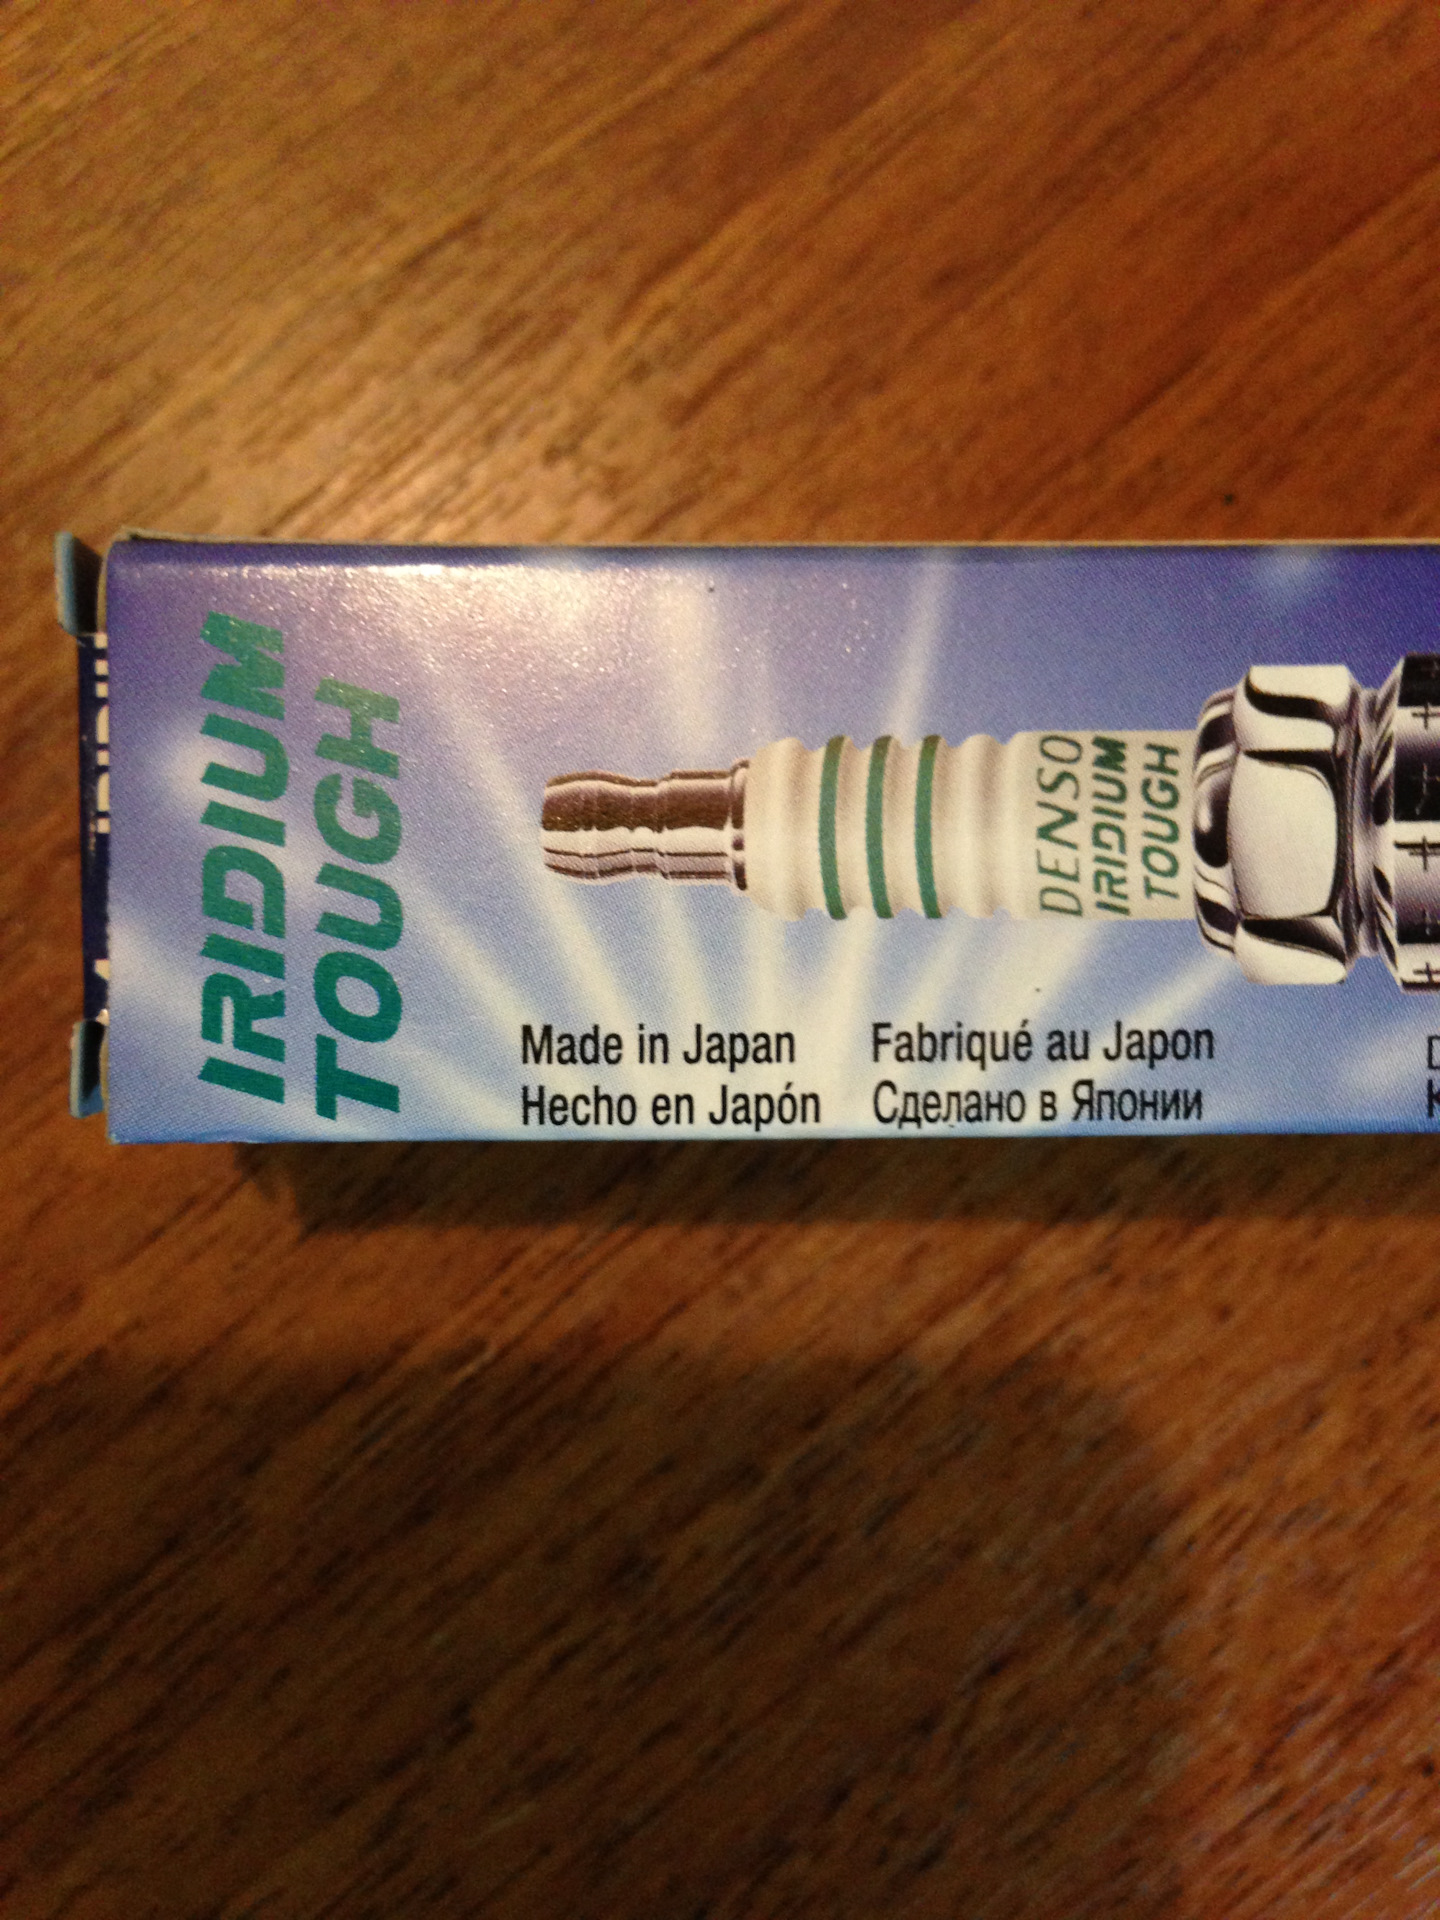 IRIDIUM
TOUGH
DENSO
IRIDIUM
TOUGH
Made in Japan
Hecho en Japón
Fabriqué au Japon
Сделано в Японии